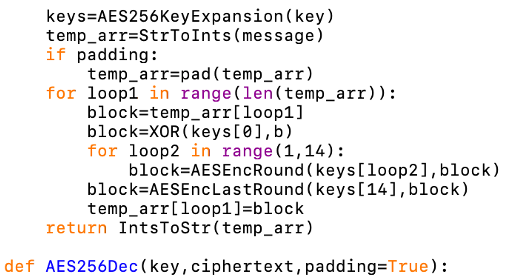 keys=AES256KeyExpansion(key)
temp_arr=StrToInts(message)
if padding:
temp_arr=pad(temp_arr)
for loop1 in range(len(temp_arr)):
block=temp_arr[loop1]
block=XOR(keys[0],b)
for loop2 in range(1,14):
block=AESEncRound(keys[loop2],block)
block=AESEncLastRound(keys[14],block)
temp_arr[loop1]=block
return IntsToStr(temp_arr)
def AES256Dec(key,ciphertext,padding=True):